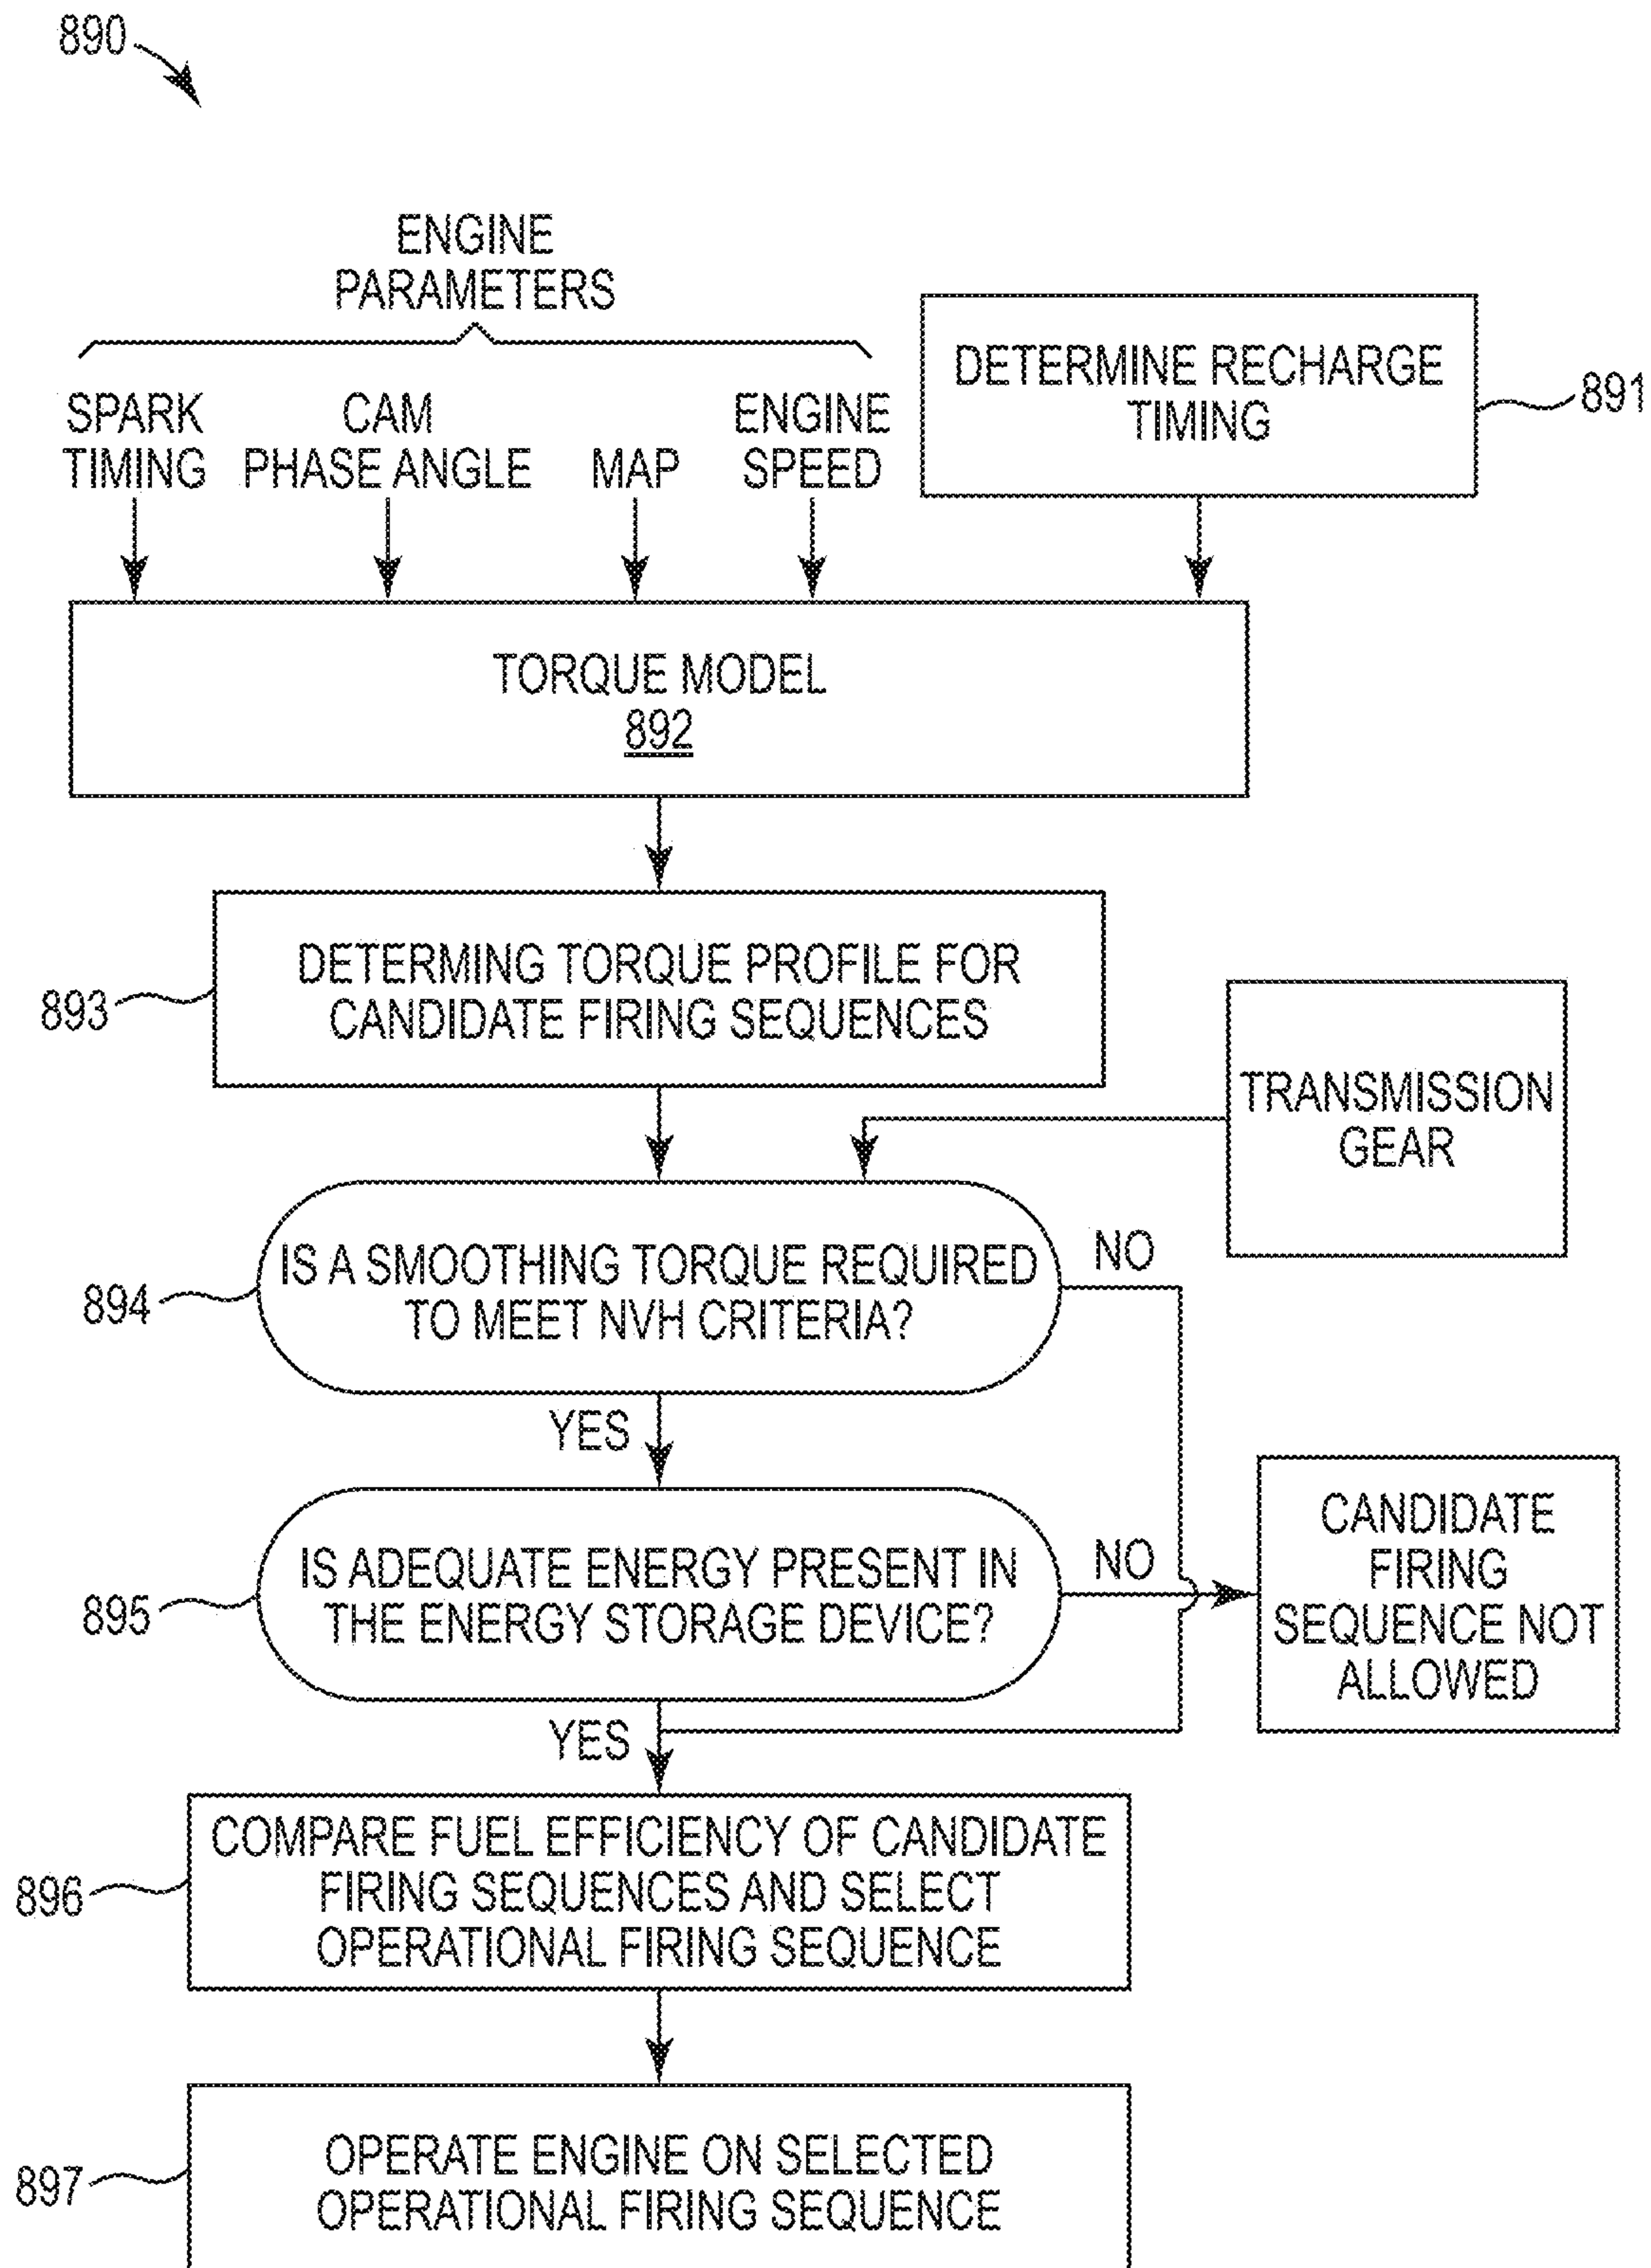 890
ENGINE
PARAMETERS
SPARK
TIMING
CAM
PHASE ANGLE
MAP
ENGINE
SPEED
DETERMINE RECHARGE
TIMING
891
TORQUE MODEL
892
DETERMING TORQUE PROFILE FOR
CANDIDATE FIRING SEQUENCES
893
TRANSMISSION
GEAR
IS A SMOOTHING TORQUE REQUIRED
TO MEET NVH CRITERIA?
894
NO
YES
IS ADEQUATE ENERGY PRESENT IN
THE ENERGY STORAGE DEVICE?
895
NO
CANDIDATE
FIRING
SEQUENCE NOT
ALLOWED
YES
COMPARE FUEL EFFICIENCY OF CANDIDATE
FIRING SEQUENCES AND SELECT
OPERATIONAL FIRING SEQUENCE
896
OPERATE ENGINE ON SELECTED
OPERATIONAL FIRING SEQUENCE
897